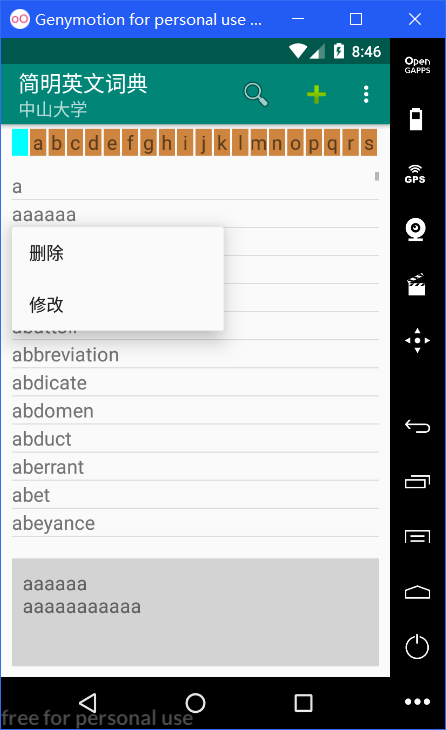 Genymotion for personal use ...
8:46
Open
GAPPS
简明英文词典
中山大学
a b c d e f g h i j k l m n o p q r s
GPS
a
aaaaaa
删除
修改
abbreviation
abdicate
abdomen
abduct
aberrant
abet
abeyance
aaaaaa
aaaaaaaaaaa
free for personal use